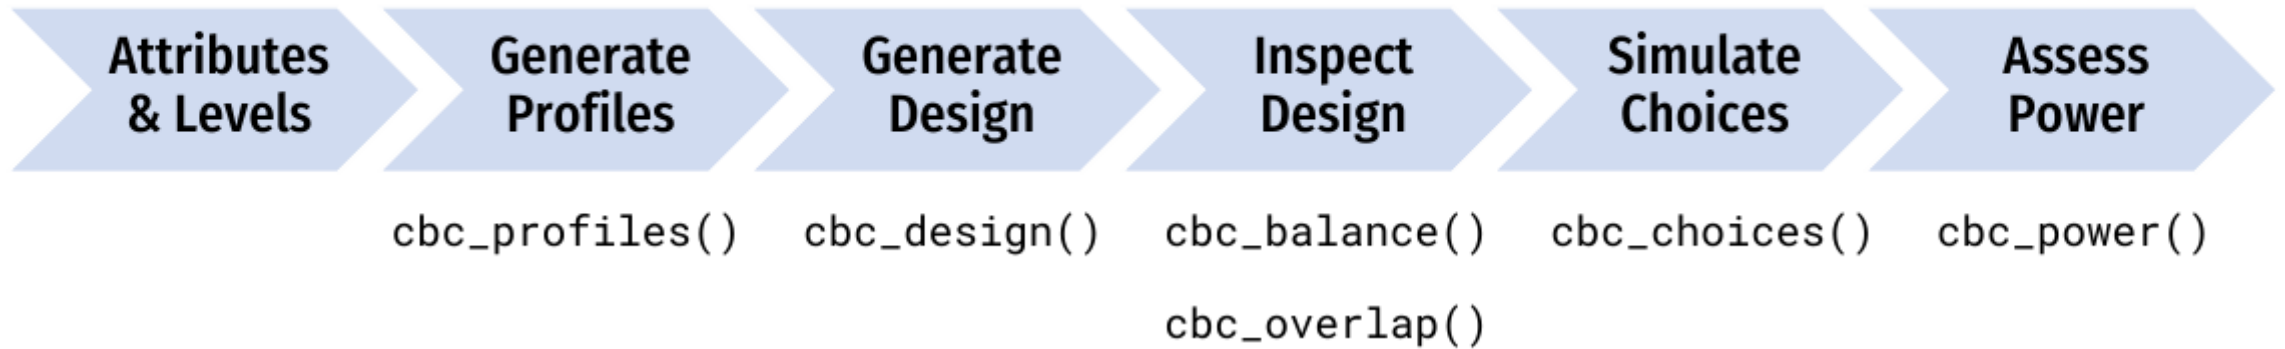 Attributes
& Levels
Generate
Profiles
Generate
Design
Inspect
Design
Simulate
Choices
Assess
Power
cbc_profiles()
cbc_design()
cbc_balance()
cbc_choices()
cbc_power()
cbc_overlap()